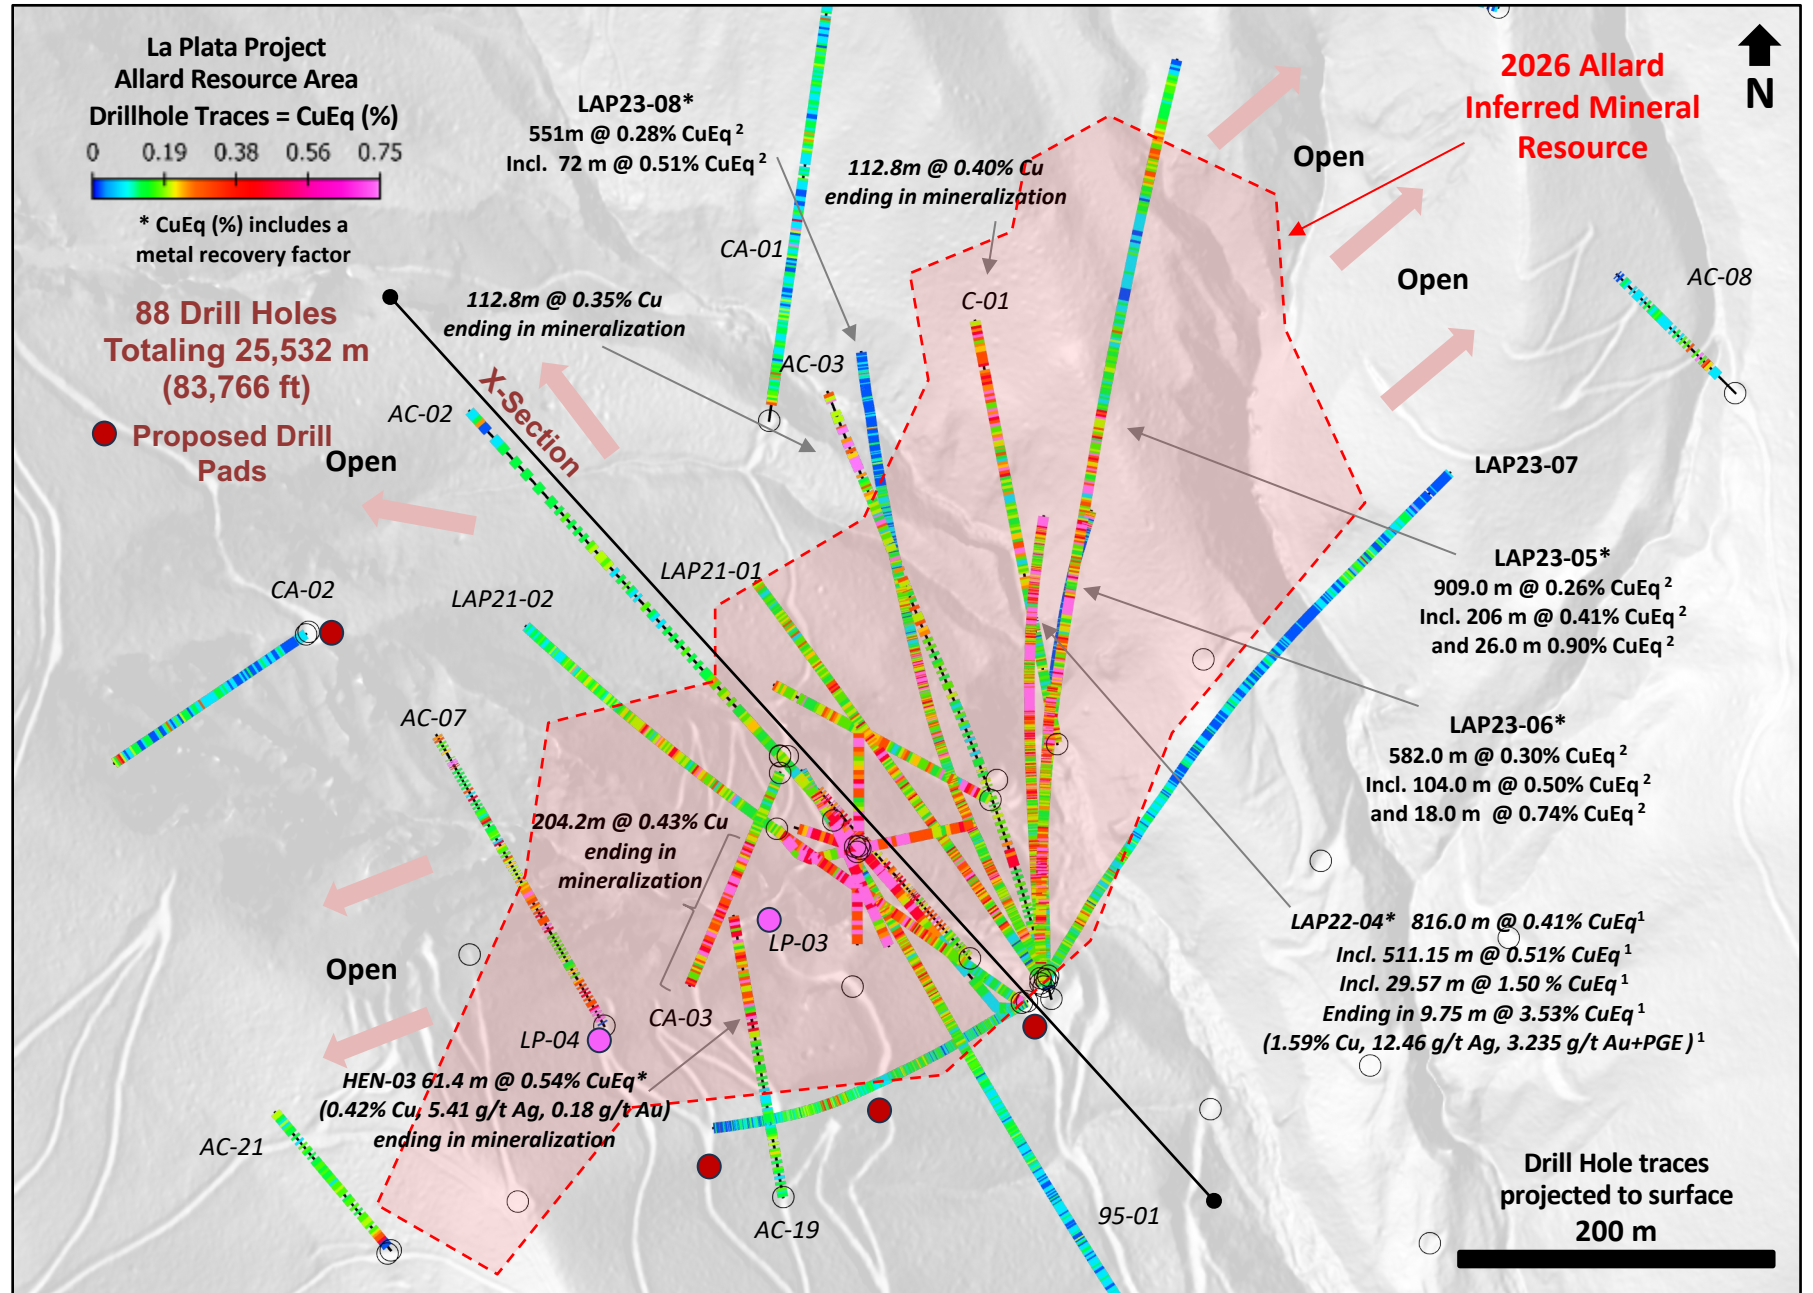 La Plata Project
Allard Resource Area
Drillhole Traces = CuEq (%)
0 0.19 0.38 0.56 0.75
* CuEq (%) includes a
metal recovery factor
88 Drill Holes
Totaling 25,532 m
(83,766 ft)
Proposed Drill
Pads
LAP23-08*
551m @ 0.28% CuEq 2
Incl. 72 m @ 0.51% CuEq 2
112.8m @ 0.40% Cu
ending in mineralization
2026 Allard
Inferred Mineral
Resource
N
Open
Open
CA-01
C-01
AC-08
112.8m @ 0.35% Cu
ending in mineralization
AC-03
X-Section
AC-02
Open
LAP23-07
LAP21-01
LAP21-02
CA-02
LAP23-05*
909.0 m @ 0.26% CuEq 2
Incl. 206 m @ 0.41% CuEq 2
and 26.0 m 0.90% CuEq 2
AC-07
LAP23-06*
582.0 m @ 0.30% CuEq 2
Incl. 104.0 m @ 0.50% CuEq 2
and 18.0 m @ 0.74% CuEq 2
204.2m @ 0.43% Cu
ending in
mineralization
LP-03
Open
LAP22-04* 816.0 m @ 0.41% CuEq1
Incl. 511.15 m @ 0.51% CuEq 1
Incl. 29.57 m @ 1.50 % CuEq 1
Ending in 9.75 m @ 3.53% CuEq 1
(1.59% Cu, 12.46 g/t Ag, 3.235 g/t Au+PGE ) 1
CA-03
LP-04
HEN-03 61.4 m @ 0.54% CuEq*
(0.42% Cu, 5.41 g/t Ag, 0.18 g/t Au)
ending in mineralization
AC-21
AC-19
95-01
Drill Hole traces
projected to surface
200 m